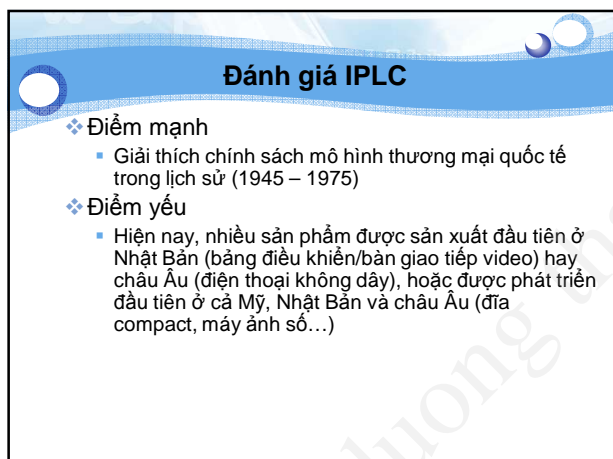 Đánh giá IPLC
Điểm mạnh
Giải thích chính sách mô hình thương mại quốc tế
trong lịch sử (1945 – 1975)
Điểm yếu
Hiện nay, nhiều sản phẩm được sản xuất đầu tiên ở
Nhật Bản (bảng điều khiển/bàn giao tiếp video) hay
châu Âu (điện thoại không dây), hoặc được phát triển
đầu tiên ở cả Mỹ, Nhật Bản và châu Âu (đĩa
compact, máy ảnh số…)